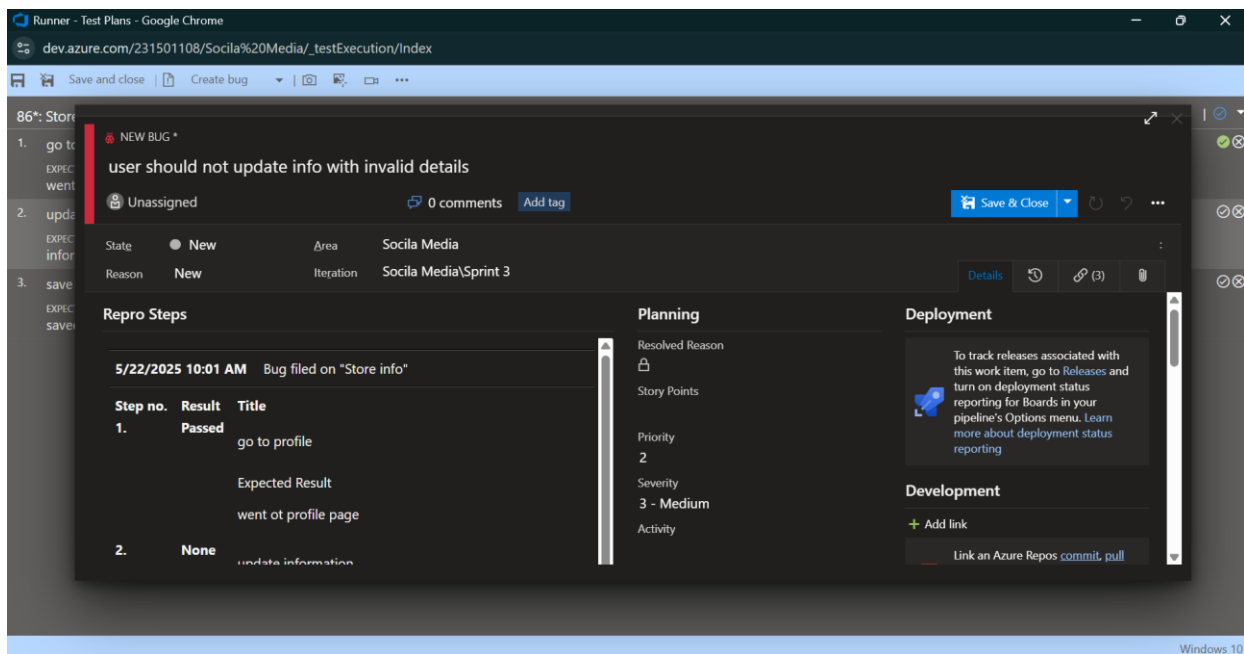 Runner - Test Plans - Google Chrome
dev.azure.com/231501108/Socila%20Media/_testExecution/Index
Save and close Create bug
86*: Store
1. go to
EXPEC
went
2. upda
EXPEC
infor
3. save
EXPEC
saved
NEW BUG *
user should not update info with invalid details
Unassigned 0 comments Add tag Save & Close
State New Area Socila Media
Reason New Iteration Socila Media\Sprint 3
Details (3)
Repro Steps
5/22/2025 10:01 AM Bug filed on "Store info"
Step no. Result Title
1. Passed
go to profile
Expected Result
went ot profile page
2. None
update information
Planning
Resolved Reason
Story Points
Priority
2
Severity
3 - Medium
Activity
Deployment
To track releases associated with
this work item, go to Releases and
turn on deployment status
reporting for Boards in your
pipeline's Options menu. Learn
more about deployment status
reporting
Development
+ Add link
Link an Azure Repos commit, pull
Windows 10